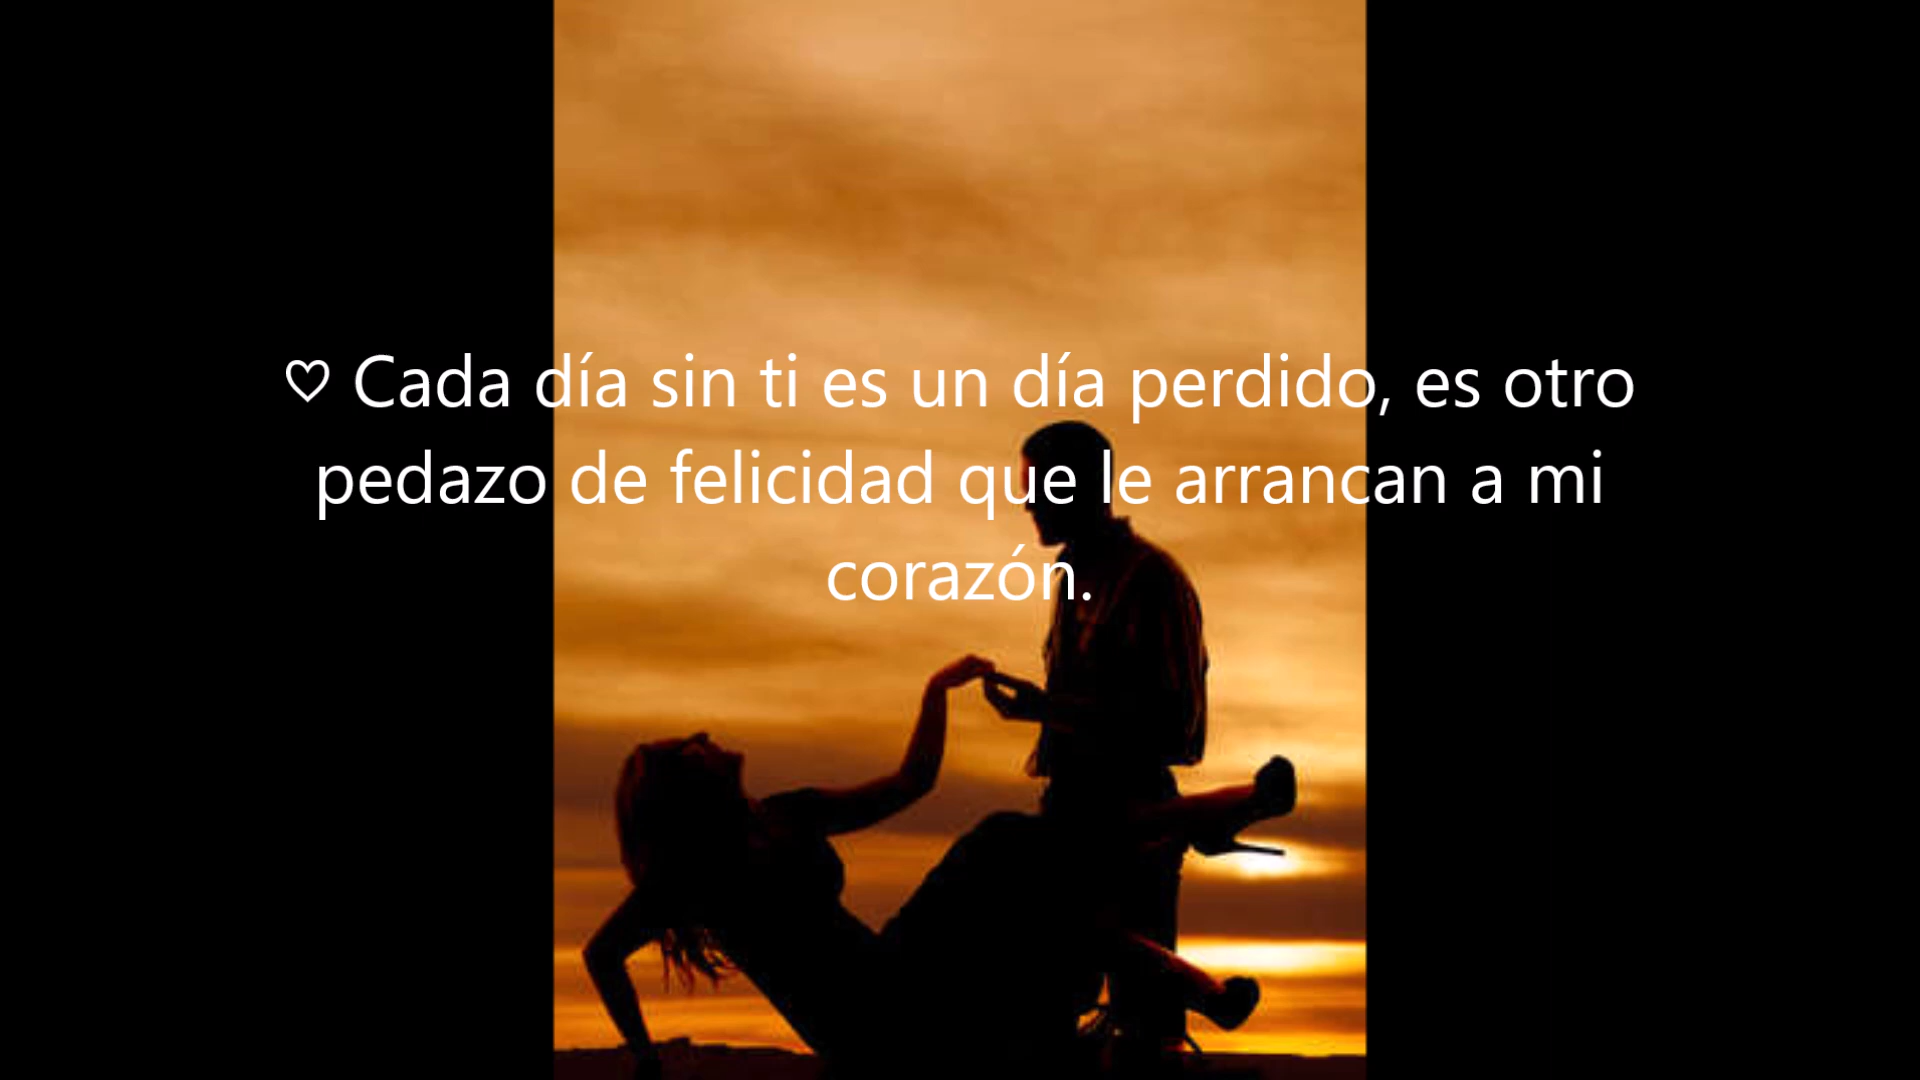 ♡ Cada día sin ti es un día perdido, es otro
pedazo de felicidad que le arrancan a mi
corazón.